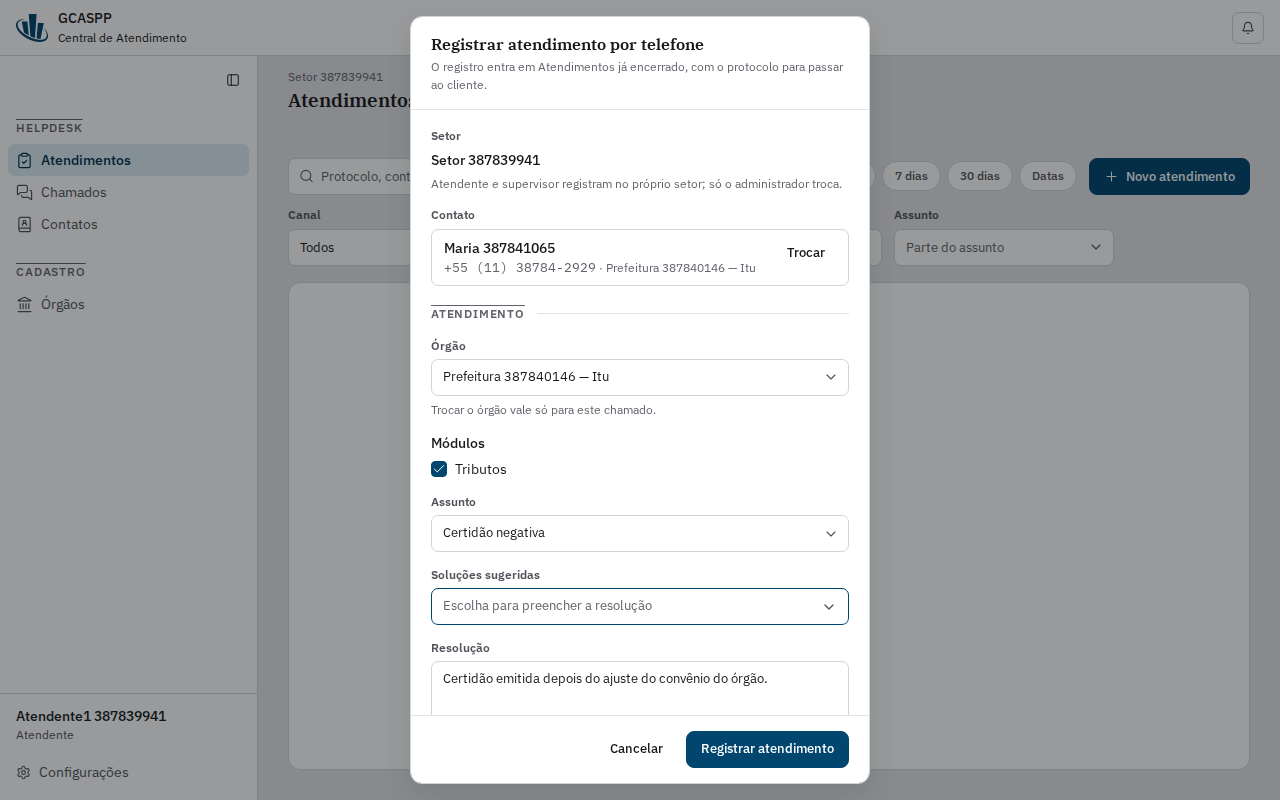 GCASPP
Central de Atendimento
HELPDESK
Atendimentos
Chamados
Contatos
CADASTRO
Órgãos
Atendente1 387839941
Atendente
Configurações
Setor 387839941
Atendimentos
Protocolo, cont
7 dias
30 dias
Datas
Novo atendimento
Canal
Todos
Assunto
Parte do assunto
Registrar atendimento por telefone
O registro entra em Atendimentos já encerrado, com o protocolo para passar
ao cliente.
Setor
Setor 387839941
Atendente e supervisor registram no próprio setor; só o administrador troca.
Contato
Maria 387841065
+55 (11) 38784-2929 · Prefeitura 387840146 — Itu
Trocar
ATENDIMENTO
Órgão
Prefeitura 387840146 — Itu
Trocar o órgão vale só para este chamado.
Módulos
Tributos
Assunto
Certidão negativa
Soluções sugeridas
Escolha para preencher a resolução
Resolução
Certidão emitida depois do ajuste do convênio do órgão.
Cancelar
Registrar atendimento